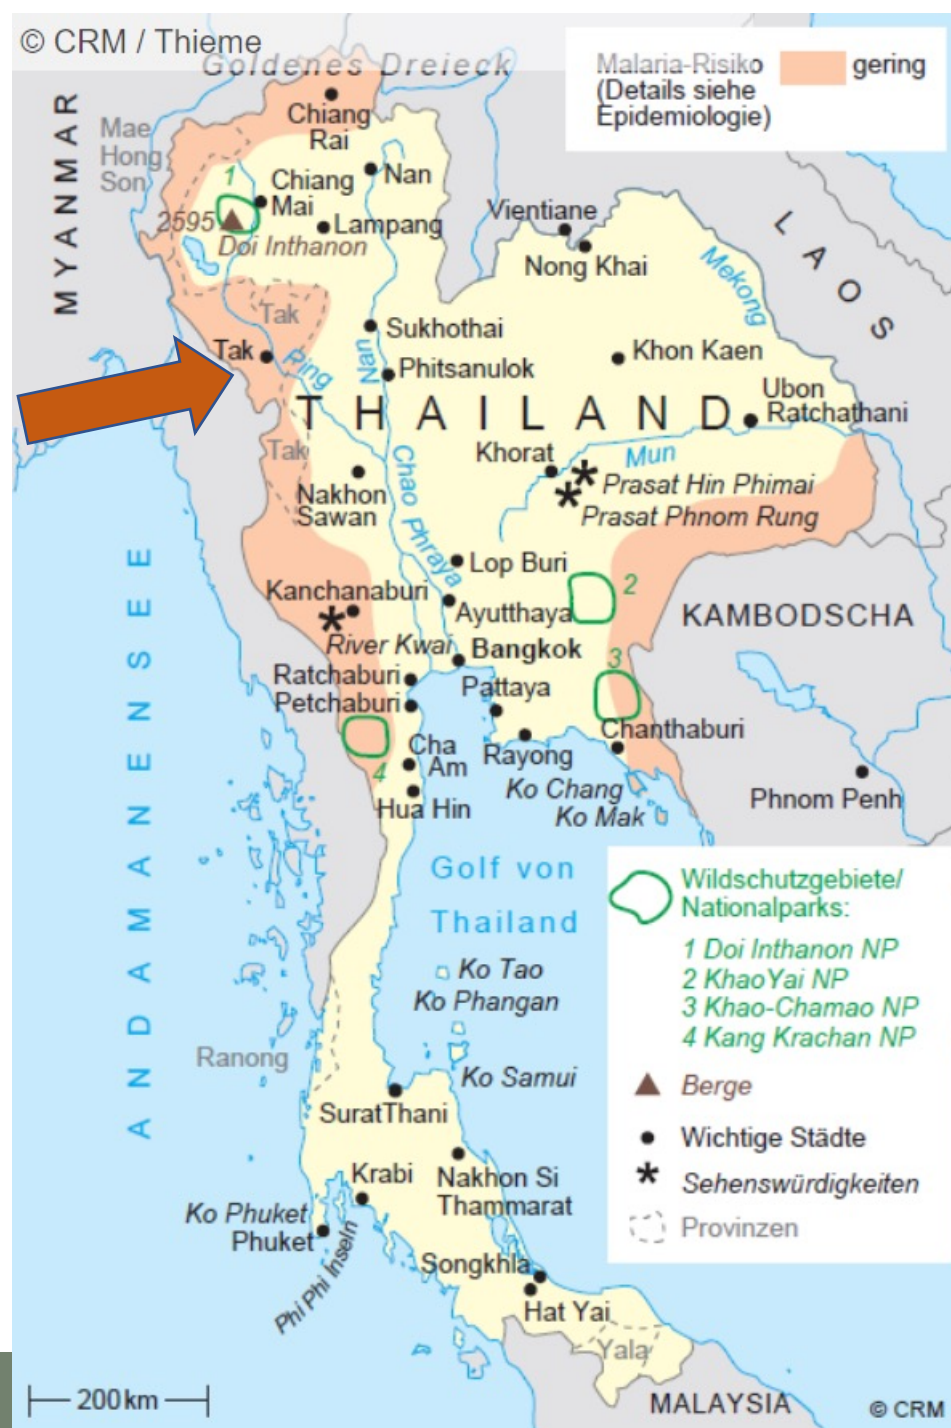 © CRM / Thieme
Goldenes Dreieck
Malaria-Risiko
(Details siehe
Epidemiologie)
gering
MYANMAR
Mae
Hong
Son
Chiang
Rai
1
Chiang
Mai
Nan
2595
Doi Inthanon
Lampang
Vientiane
Nong Khai
LAOS
Mekong
Tak
Sukhothai
Tak
Ping
Nan
Phitsanulok
Khon Kaen
THAILAND
Ubon
Ratchathani
Tak
Khorat
Mun
Nakhon
Sawan
Chao Phraya
Prasat Hin Phimai
Prasat Phnom Rung
Lop Buri
2
Kanchanaburi
Ayutthaya
KAMBODSCHA
River Kwai
Bangkok
3
Ratchaburi
Petchaburi
Pattaya
Chanthaburi
4
Cha
Am
Rayong
Ko Chang
Ko Mak
Phnom Penh
Hua Hin
ANDAMANENSEE
Golf von
Thailand
Wildschutzgebiete/
Nationalparks:
1 Doi Inthanon NP
2 KhaoYai NP
3 Khao-Chamao NP
4 Kang Krachan NP
Ko Tao
Ko Phangan
Ranong
Ko Samui
Berge
SuratThani
Wichtige Städte
Krabi
Nakhon Si
Thammarat
Sehenswürdigkeiten
Ko Phuket
Phuket
Phi Phi Inseln
Provinzen
Songkhla
Hat Yai
Yala
200km
MALAYSIA
© CRM